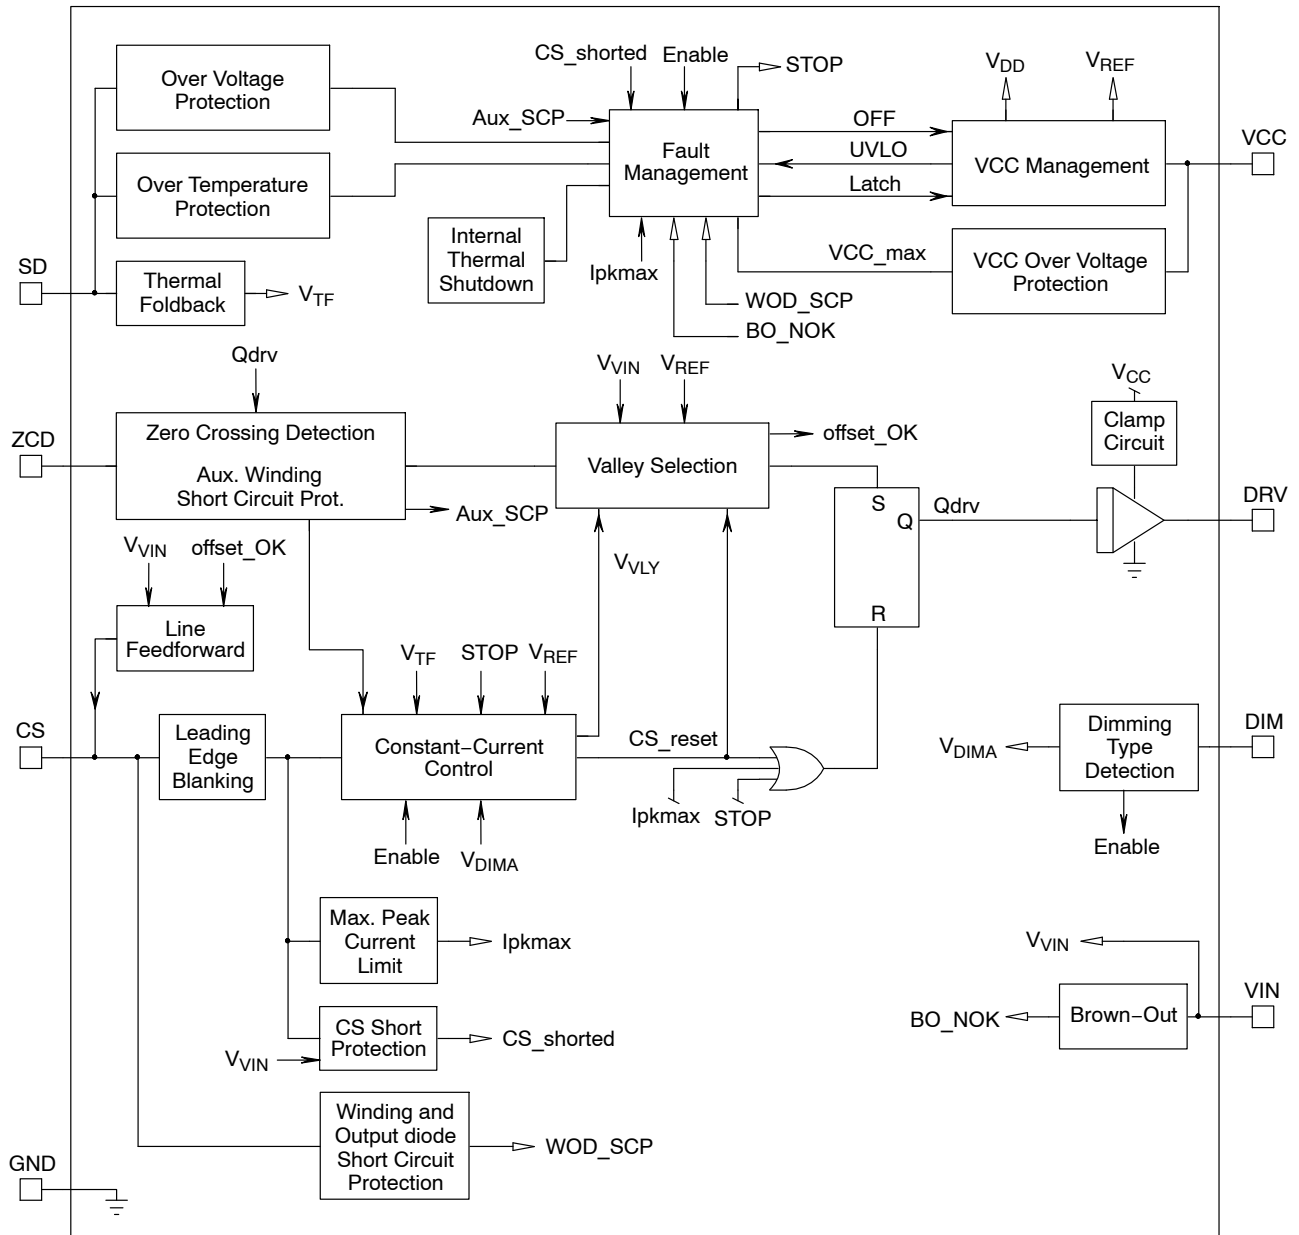 CS_shorted
Enable
STOP
VDD
VREF
Over Voltage
Protection
Aux_SCP
OFF
VCC
Fault
Management
UVLO
VCC Management
Over Temperature
Protection
Latch
Internal
Thermal
Shutdown
Ipkmax
VCC_max
VCC Over Voltage
Protection
SD
Thermal
Foldback
VTF
WOD_SCP
BO_NOK
Qdrv
VVIN
VREF
VCC
Clamp
Circuit
ZCD
Zero Crossing Detection
Aux. Winding
Short Circuit Prot.
Valley Selection
offset_OK
Aux_SCP
S
Q
R
Qdrv
DRV
VVIN
offset_OK
VVLY
Line
Feedforward
VTF
STOP
VREF
CS
Leading
Edge
Blanking
Constant−Current
Control
CS_reset
Ipkmax
STOP
VDIMA
Dimming
Type
Detection
DIM
Enable
VDIMA
Enable
Max. Peak
Current
Limit
Ipkmax
VVIN
VIN
BO_NOK
Brown−Out
CS Short
Protection
CS_shorted
VVIN
Winding and
Output diode
Short Circuit
Protection
WOD_SCP
GND